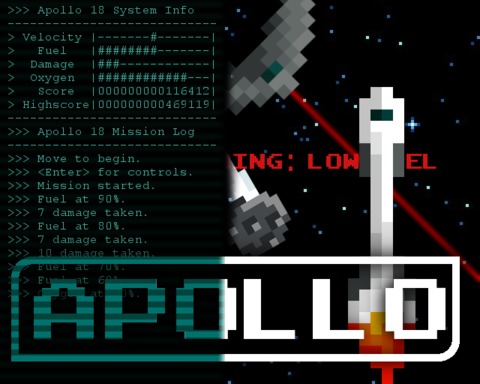 >>> Apollo 18 System Info
-----------------------------
> Velocity |-------#-------|
>   Fuel   |########-------|
>  Damage  |###------------|
>  Oxygen  |############---|
>   Score  |000000000116412|
> Highscore|000000000469119|
-----------------------------
>>> Apollo 18 Mission Log
-----------------------------
>>> Move to begin.
>>> <Enter> for controls.
>>> Mission started.
>>> Fuel at 90%.
>>> 7 damage taken.
>>> Fuel at 80%.
>>> 7 damage taken.
>>> 10 damage taken.
>>> Fuel at 70%.
ING: LOW EL
APOLLO